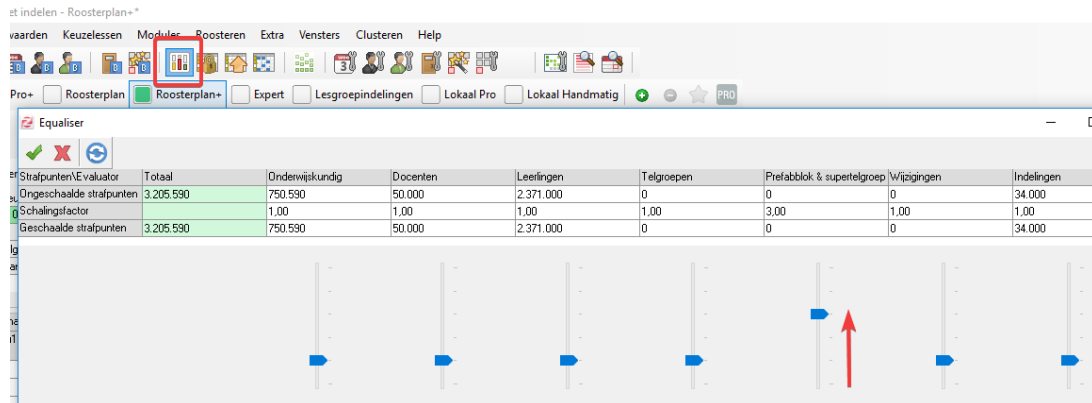 et indelen - Roosterplan+*
vaarden Keuzelessen Modules Roosteren Extra Vensters Clusteren Help
B B B B B 3
Pro+ Roosterplan Roosterplan+ Expert Lesgroepindelingen Lokaal Pro Lokaal Handmatig PRO
Equaliser
Strafpunten\Evaluator Totaal Onderwijskundig Docenten Leerlingen Telgroepen Prefabblok & supertelgroep Wijzigingen Indelingen
Ongeschaalde strafpunten 3.205.590 750.590 50.000 2.371.000 0 0 0 34.000
Schalingsfactor 1,00 1,00 1,00 1,00 3,00 1,00 1,00
Geschaalde strafpunten 3.205.590 750.590 50.000 2.371.000 0 0 0 34.000